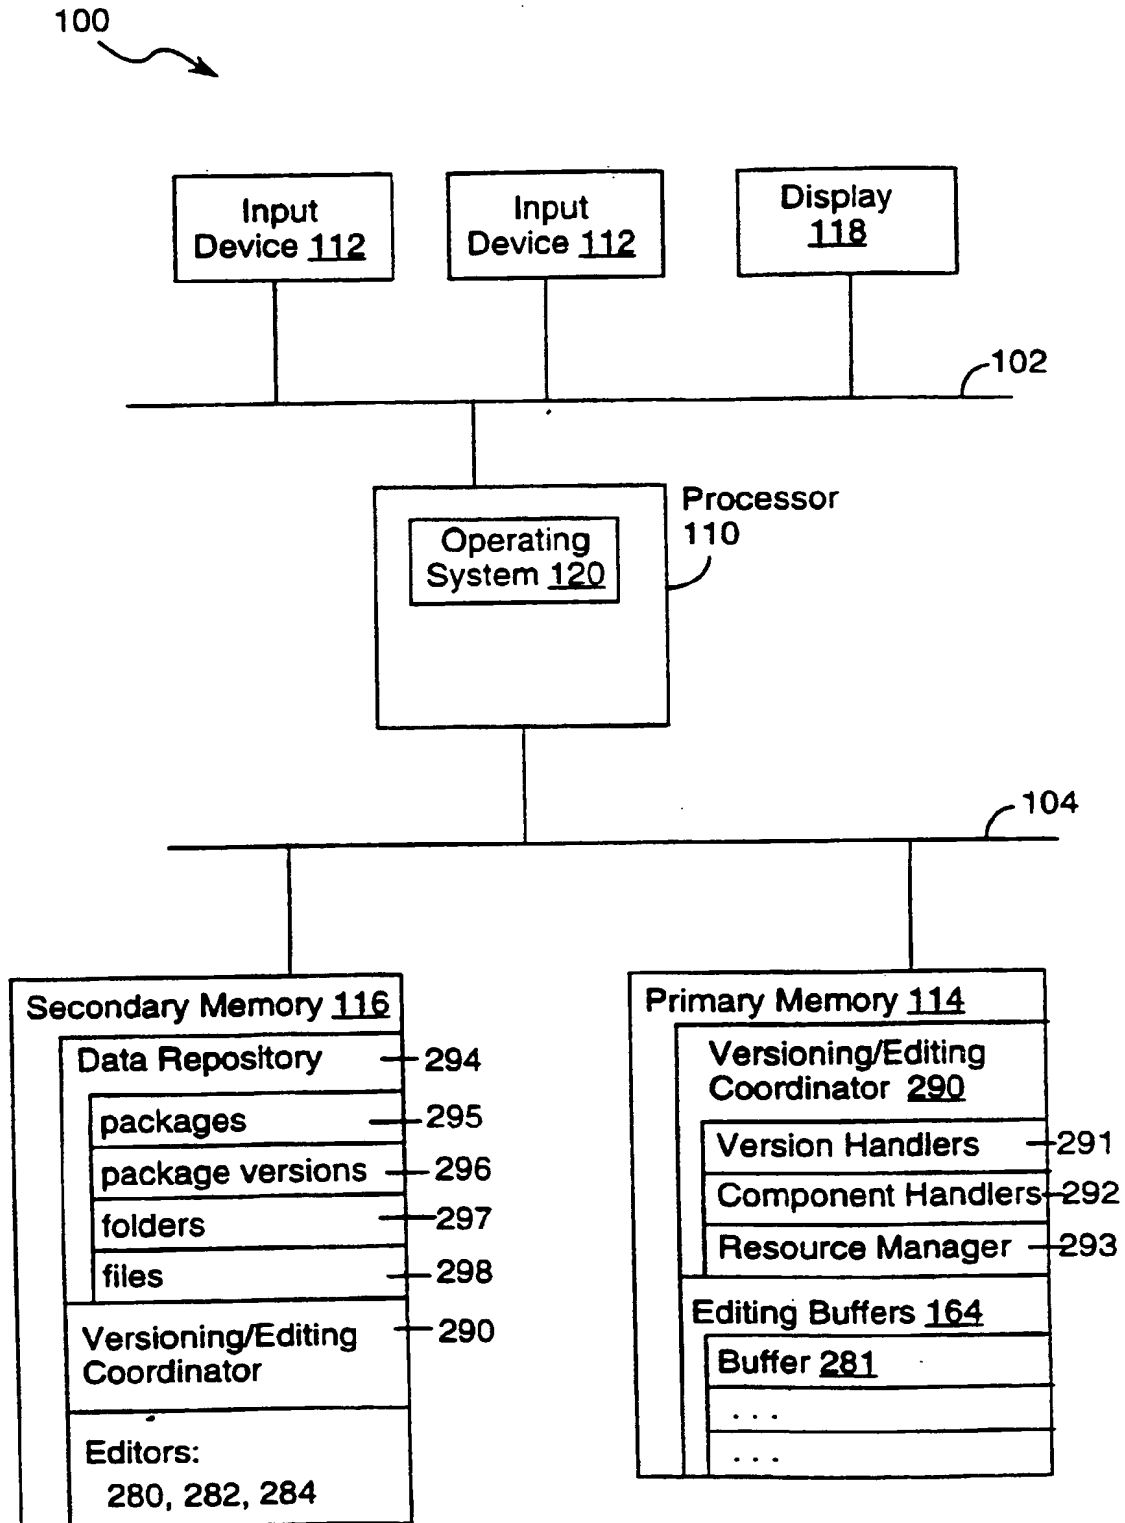 100
Input
Device 112
Input
Device 112
Display
118
102
Processor
110
Operating
System 120
104
Secondary Memory 116
Data Repository 294
packages 295
package versions 296
folders 297
files 298
Versioning/Editing 290
Coordinator
Editors:
280, 282, 284
Primary Memory 114
Versioning/Editing
Coordinator 290
Version Handlers 291
Component Handlers 292
Resource Manager 293
Editing Buffers 164
Buffer 281
. . .
. . .